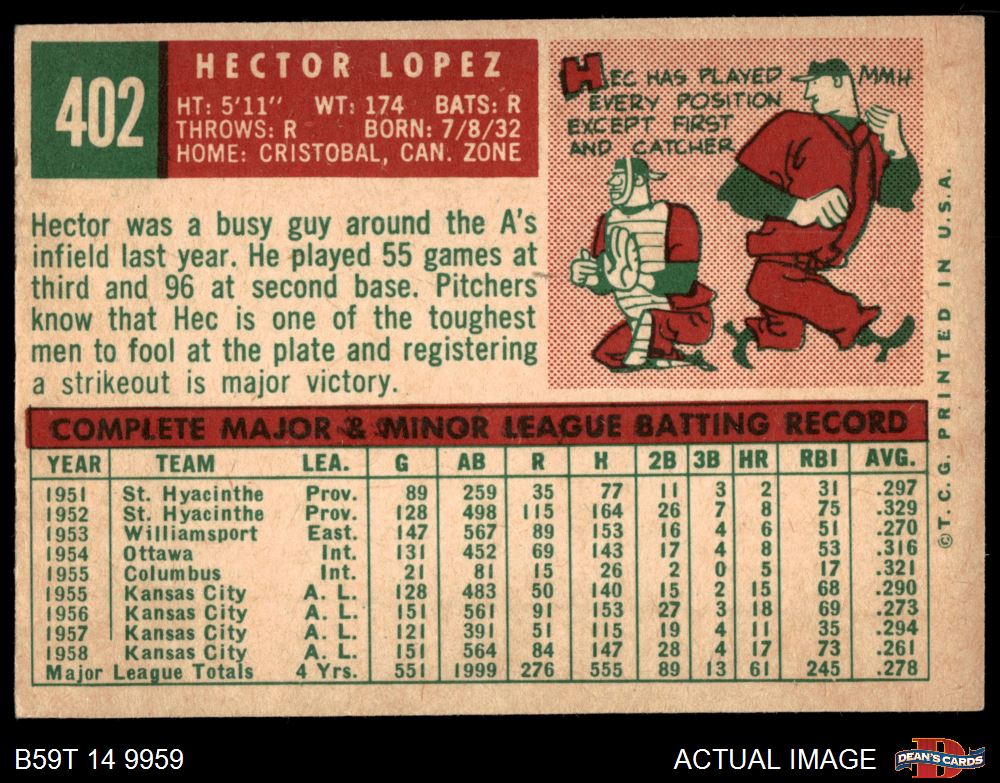 402
HECTOR LOPEZ
HT: 5'11" WT: 174 BATS: R
THROWS: R BORN: 7/8/32
HOME: CRISTOBAL, CAN. ZONE
HEC HAS PLAYED
EVERY POSITION
EXCEPT FIRST
AND CATCHER
MMH
Hector was a busy guy around the A's
infield last year. He played 55 games at
third and 96 at second base. Pitchers
know that Hec is one of the toughest
men to fool at the plate and registering
a strikeout is major victory.
COMPLETE MAJOR & MINOR LEAGUE BATTING RECORD
YEAR TEAM LEA. G AB R H 2B 3B HR RBI AVG.
1951 St. Hyacinthe Prov. 89 259 35 77 11 3 2 31 .297
1952 St. Hyacinthe Prov. 128 498 115 164 26 7 8 75 .329
1953 Williamsport East. 147 567 89 153 16 4 6 51 .270
1954 Ottawa Int. 131 452 69 143 17 4 8 53 .316
1955 Columbus Int. 21 81 15 26 2 0 5 17 .321
1955 Kansas City A. L. 128 483 50 140 15 2 15 68 .290
1956 Kansas City A. L. 151 561 91 153 27 3 18 69 .273
1957 Kansas City A. L. 121 391 51 115 19 4 11 35 .294
1958 Kansas City A. L. 151 564 84 147 28 4 17 73 .261
Major League Totals 4 Yrs. 551 1999 276 555 89 13 61 245 .278
©T. C. G. PRINTED IN U.S.A.
B59T 14 9959
ACTUAL IMAGE
D
DEAN'S CARDS